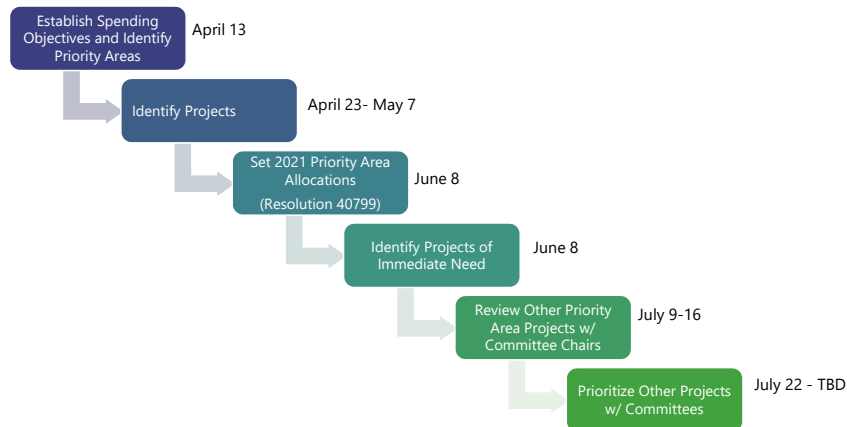 Establish Spending
Objectives and Identify
Priority Areas
April 13
Identify Projects
April 23- May 7
Set 2021 Priority Area
Allocations
(Resolution 40799)
June 8
Identify Projects of
Immediate Need
June 8
Review Other Priority
Area Projects w/
Committee Chairs
July 9-16
Prioritize Other Projects
w/ Committees
July 22 - TBD